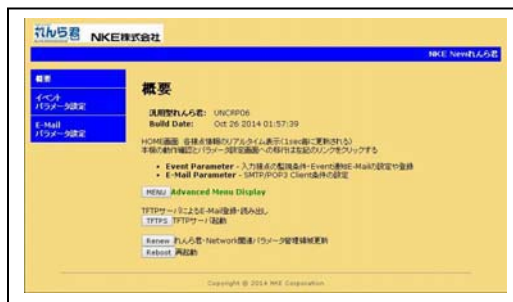 れんら君 NKE株式会社
NKE Newれんら君
概要
イベント
パラメータ設定
E-Mail
パラメータ設定
概要
汎用型れんら君: UNCRP06
Build Date: Oct 26 2014 01:57:39
HOME画面 各接点情報のリアルタイム表示(1sec毎に更新される)
本機の動作確認とパラメータ設定画面への移行は左記のリンクをクリックする
• Event Parameter - 入力接点の監視条件・Event通知E-Mailの設定や登録
• E-Mail Parameter - SMTP/POP3 Client条件の設定
MENU Advanced Menu Display
TFTPサーバによるE-Mail登録・読み出し
TFTPS TFTPサーバ起動
Renew れんら君・Network関連パラメータ管理領域更新
Reboot 再起動
Copyright @ 2014 NKE Corporation